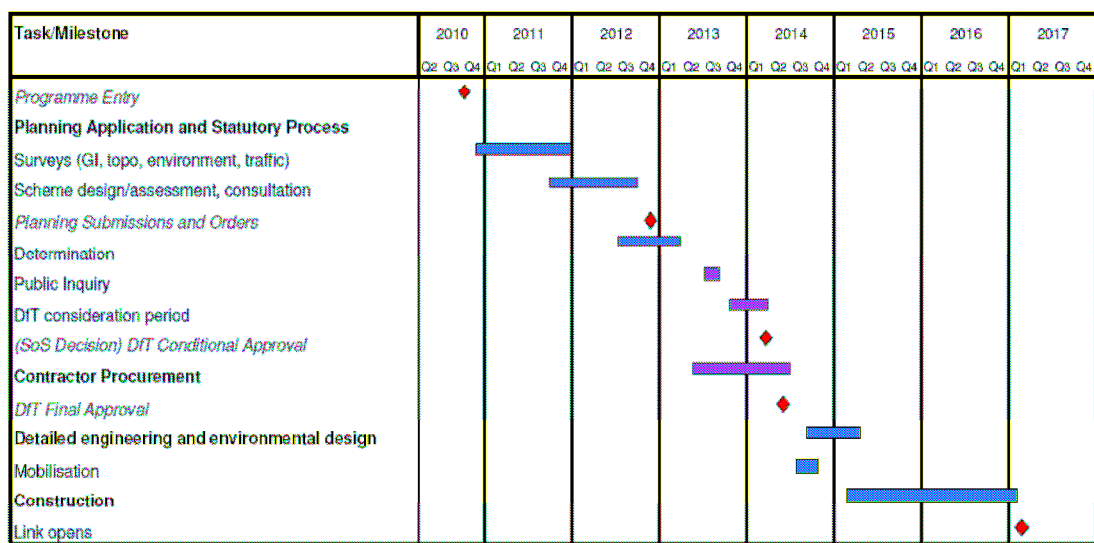 Task/Milestone 2010 2011 2012 2013 2014 2015 2016 2017
Q2 Q3 Q4 Q1 Q2 Q3 Q4 Q1 Q2 Q3 Q4 Q1 Q2 Q3 Q4 Q1 Q2 Q3 Q4 Q1 Q2 Q3 Q4 Q1 Q2 Q3 Q4 Q1 Q2 Q3 Q4
Programme Entry
Planning Application and Statutory Process
Surveys (GI, topo, environment, traffic)
Scheme design/assessment, consultation
Planning Submissions and Orders
Determination
Public Inquiry
DfT consideration period
(SoS Decision) DfT Conditional Approval
Contractor Procurement
DfT Final Approval
Detailed engineering and environmental design
Mobilisation
Construction
Link opens